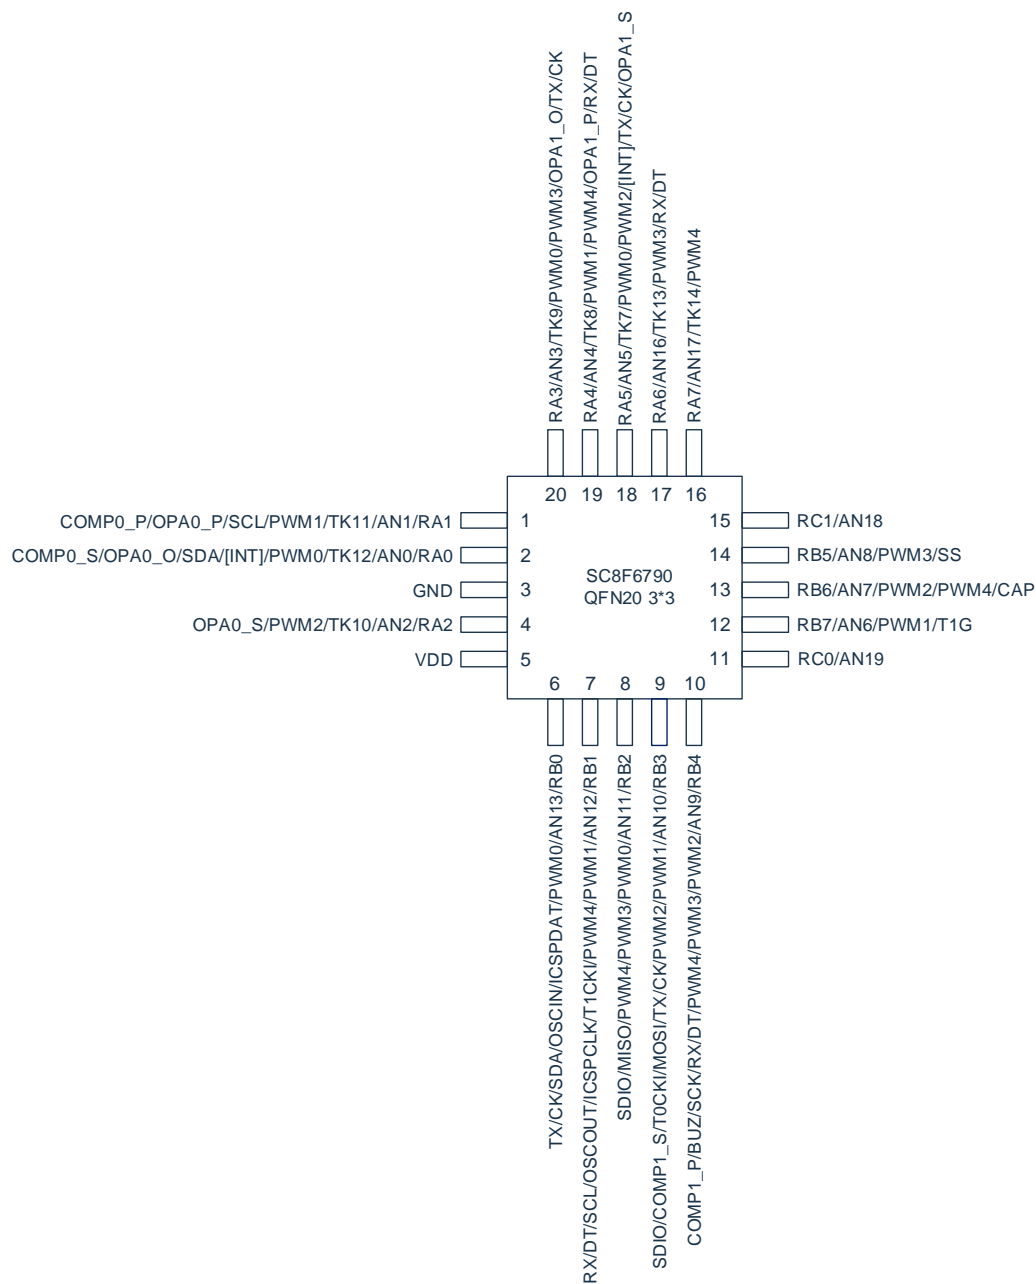 RA3/AN3/TK9/PWM0/PWM3/OPA1_O/TX/CK
RA4/AN4/TK8/PWM1/PWM4/OPA1_P/RX/DT
RA5/AN5/TK7/PWM0/PWM2/[INT]/TX/CK/OPA1_S
RA6/AN16/TK13/PWM3/RX/DT
RA7/AN17/TK14/PWM4
20 19 18 17 16
COMP0_P/OPA0_P/SCL/PWM1/TK11/AN1/RA1 1
COMP0_S/OPA0_O/SDA/[INT]/PWM0/TK12/AN0/RA0 2
GND 3
OPA0_S/PWM2/TK10/AN2/RA2 4
VDD 5
SC8F6790
QFN20 3*3
15 RC1/AN18
14 RB5/AN8/PWM3/SS
13 RB6/AN7/PWM2/PWM4/CAP
12 RB7/AN6/PWM1/T1G
11 RC0/AN19
6 7 8 9 10
TX/CK/SDA/OSCIN/ICSPDAT/PWM0/AN13/RB0
RX/DT/SCL/OSCOUT/ICSPCLK/T1CKI/PWM4/PWM1/AN12/RB1
SDIO/MISO/PWM4/PWM3/PWM0/AN11/RB2
SDIO/COMP1_S/T0CKI/MOSI/TX/CK/PWM2/PWM1/AN10/RB3
COMP1_P/BUZ/SCK/RX/DT/PWM4/PWM3/PWM2/AN9/RB4